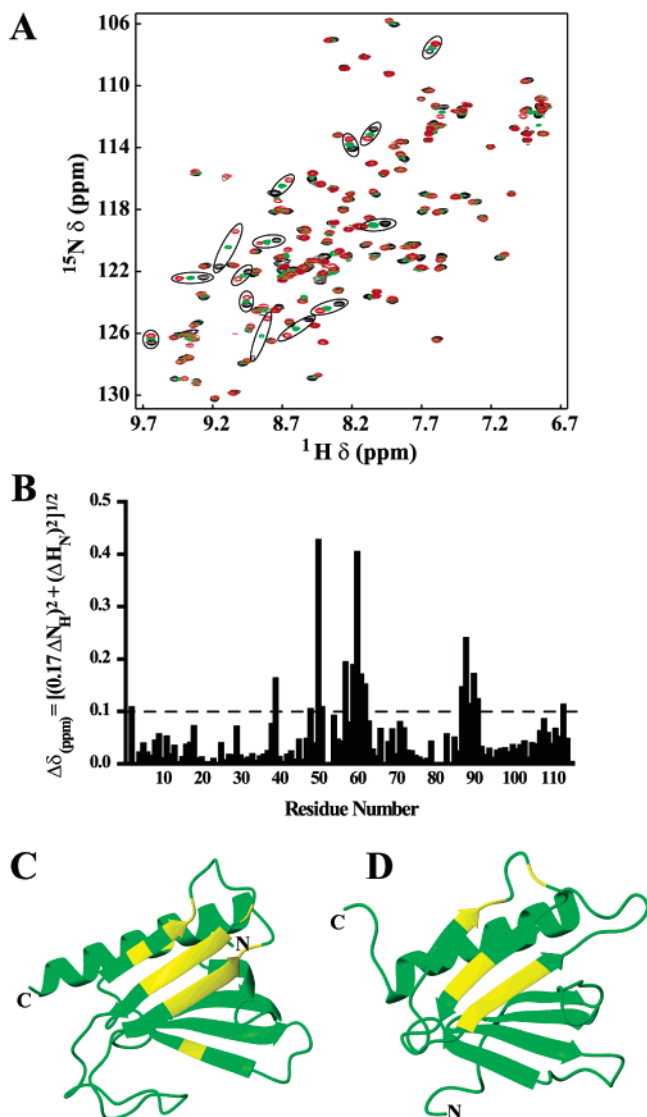 A
106
110
114
118
122
126
130
¹⁵N δ (ppm)
9.7 9.2 8.7 8.2 7.7 7.2 6.7
¹H δ (ppm)
B
Δδ(ppm) = [(0.17 ΔN_H)² + (ΔH_N)²]¹/²
0.5
0.4
0.3
0.2
0.1
0.0
10 20 30 40 50 60 70 80 90 100 110
Residue Number
C
D
N
C
C
N